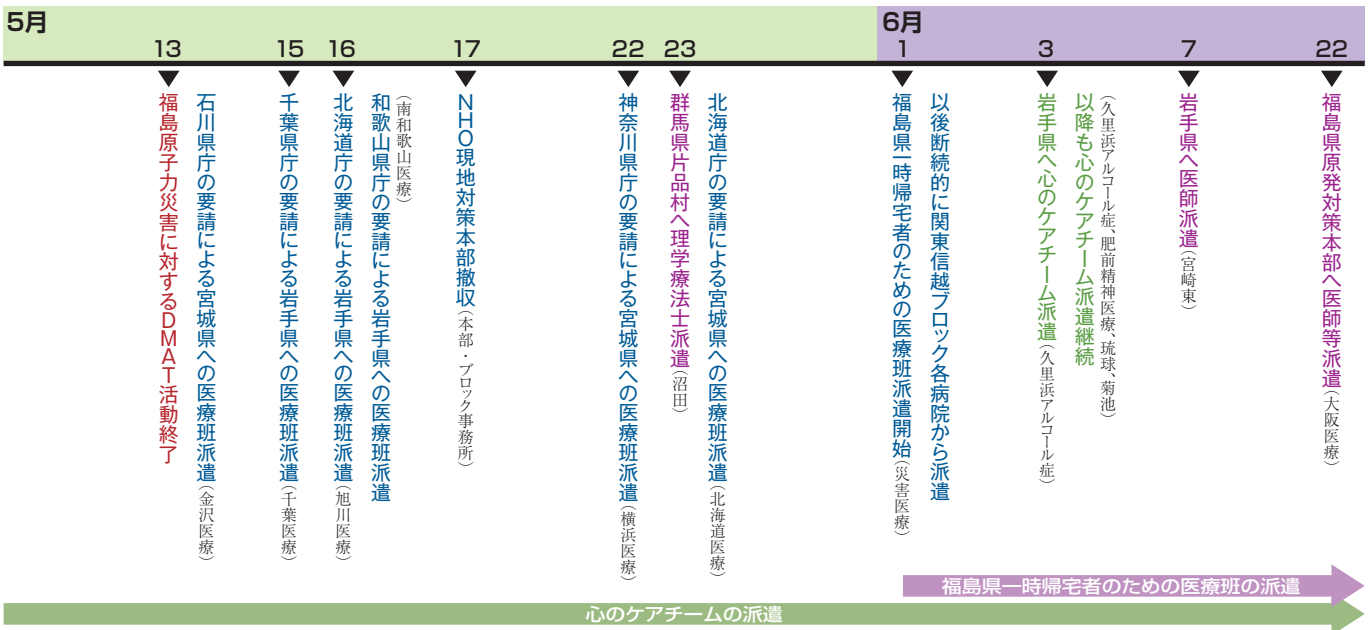 5月
13
福島原子力災害に対するDMAT活動終了
石川県庁の要請による宮城県への医療班派遣(金沢医療)
15
千葉県庁の要請による岩手県への医療班派遣(千葉医療)
16
北海道庁の要請による岩手県への医療班派遣(旭川医療)
和歌山県庁の要請による岩手県への医療班派遣
(南和歌山医療)
17
NHO現地対策本部撤収(本部・ブロック事務所)
22
神奈川県庁の要請による宮城県への医療班派遣(横浜医療)
23
群馬県片品村へ理学療法士派遣(沼田)
北海道庁の要請による宮城県への医療班派遣(北海道医療)
6月
1
福島県一時帰宅者のための医療班派遣開始(災害医療)
以後断続的に関東信越ブロック各病院から派遣
3
岩手県へ心のケアチーム派遣(久里浜アルコール症)
以降も心のケアチーム派遣継続
(久里浜アルコール症、肥前精神医療、琉球、菊池)
7
岩手県へ医師派遣(宮崎東)
22
福島県原発対策本部へ医師等派遣(大阪医療)
福島県一時帰宅者のための医療班の派遣
心のケアチームの派遣